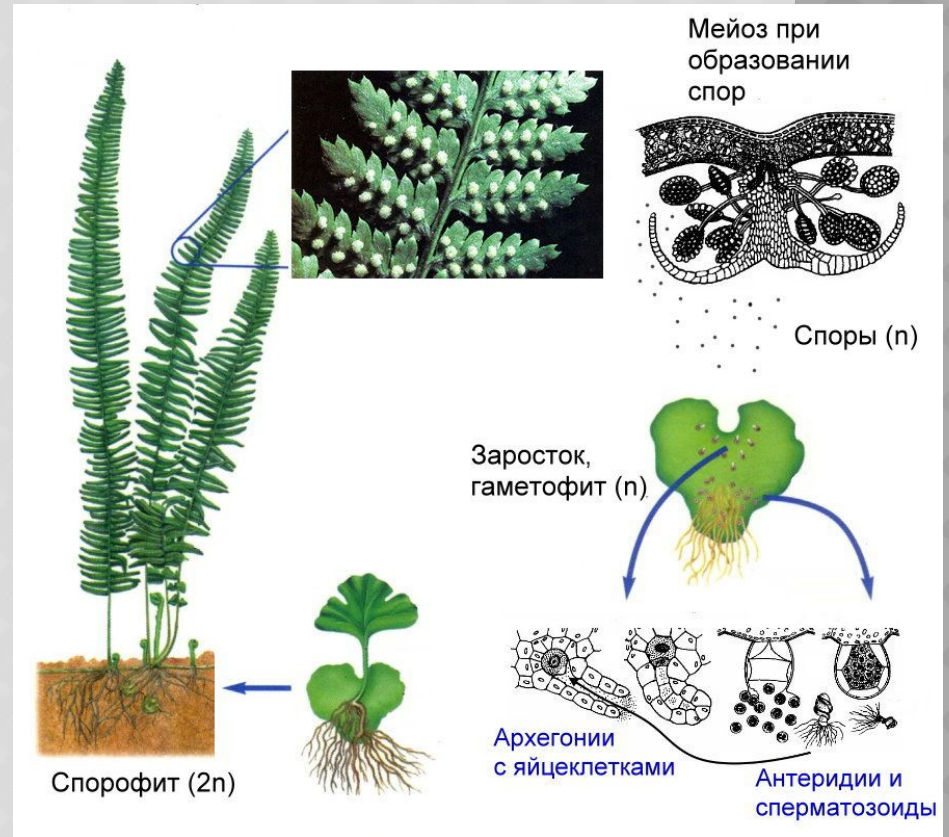 Мейоз при
образовании
спор
Споры (n)
Заросток,
гаметофит (n)
Архегонии
с яйцеклетками
Антеридии и
сперматозоиды
Спорофит (2n)